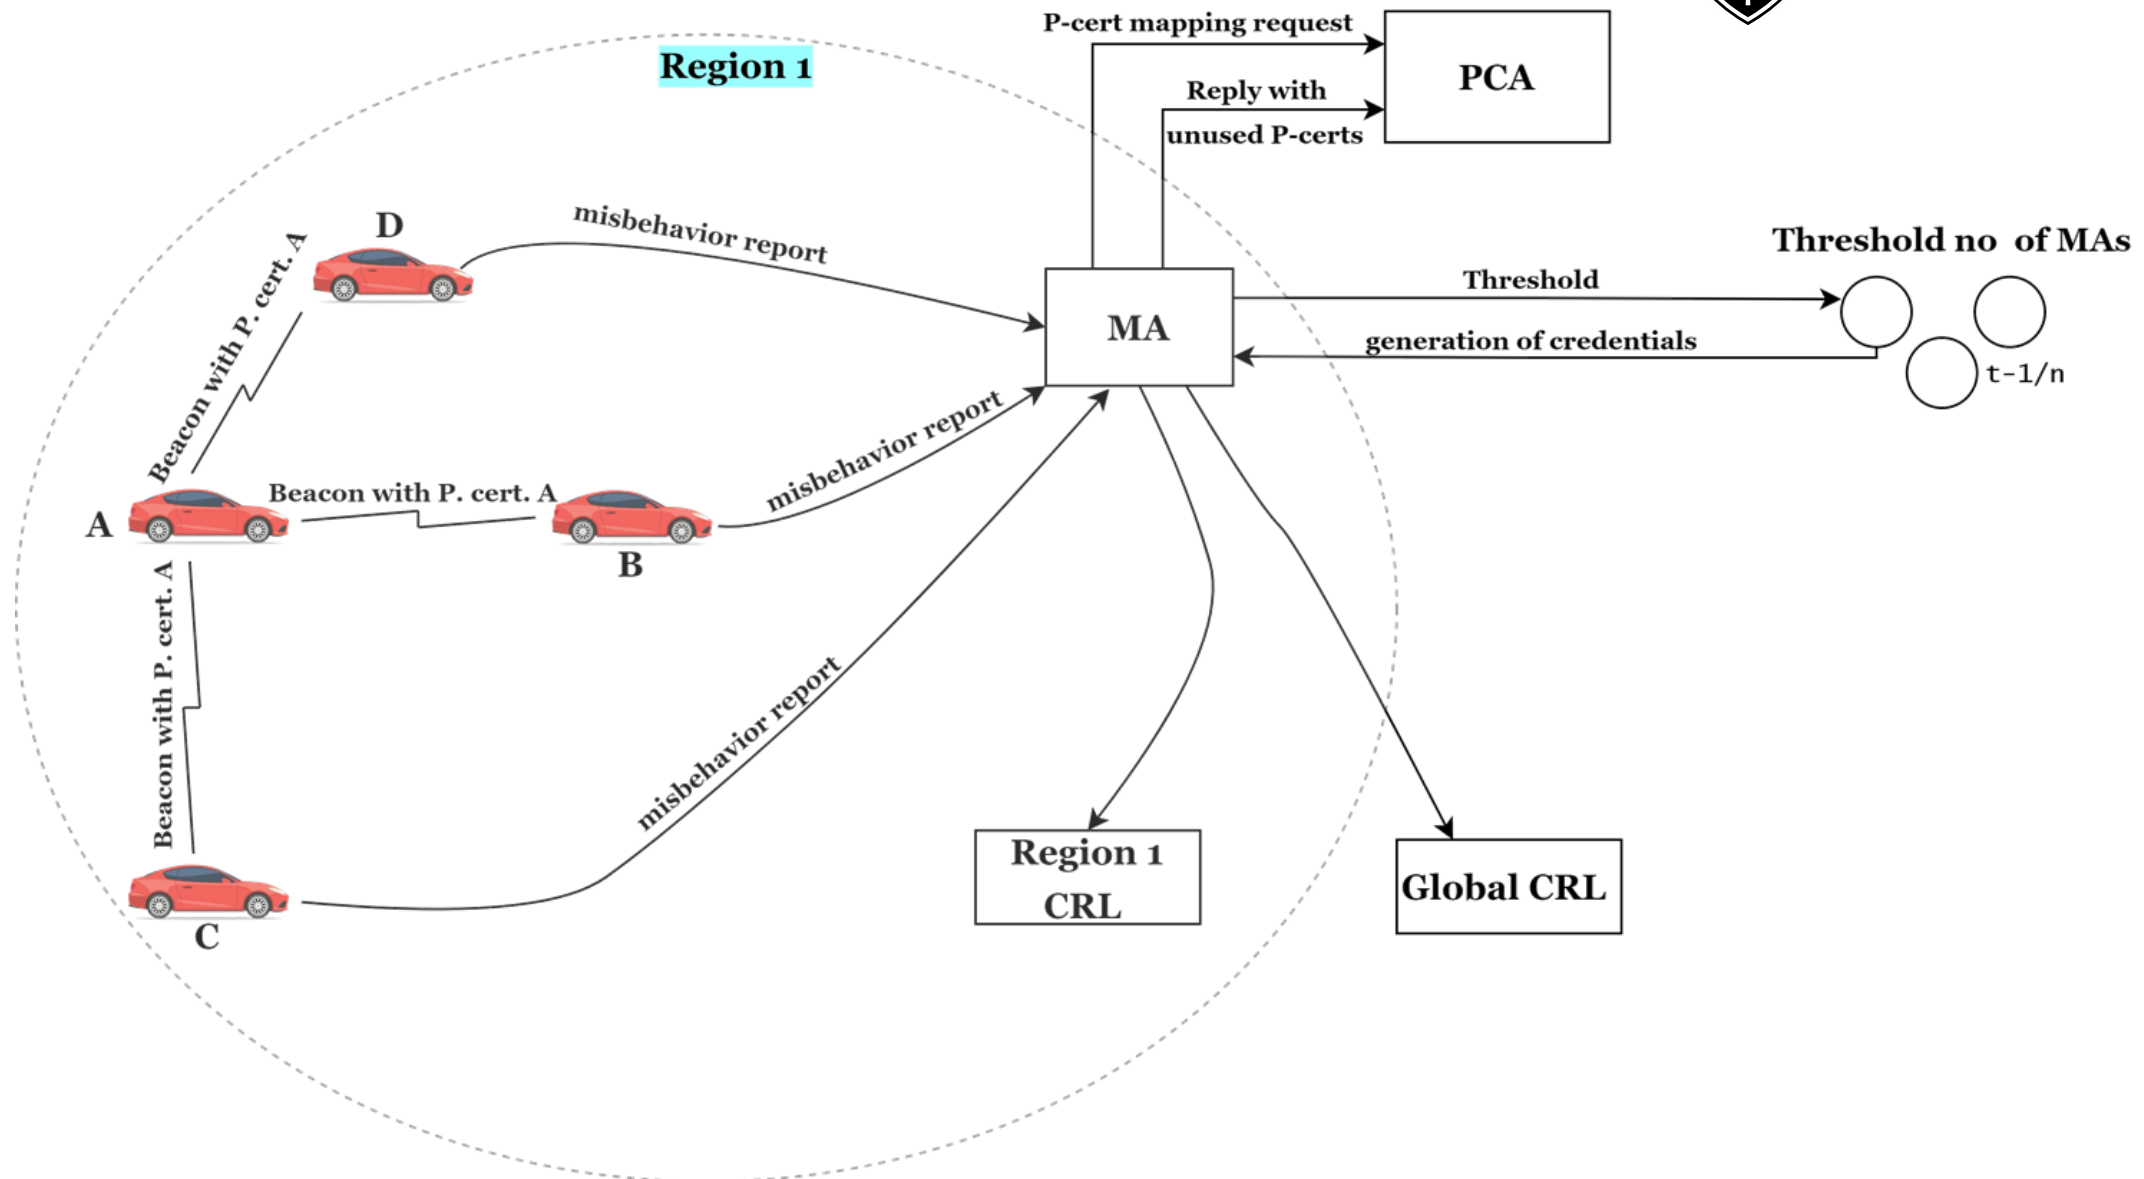 P-cert mapping request
PCA
Region 1
Reply with
unused P-certs
D
misbehavior report
Threshold no of MAs
Beacon with P. cert. A
Threshold
MA
generation of credentials
t-1/n
misbehavior report
A
Beacon with P. cert. A
B
Beacon with P. cert. A
misbehavior report
Region 1
CRL
Global CRL
C